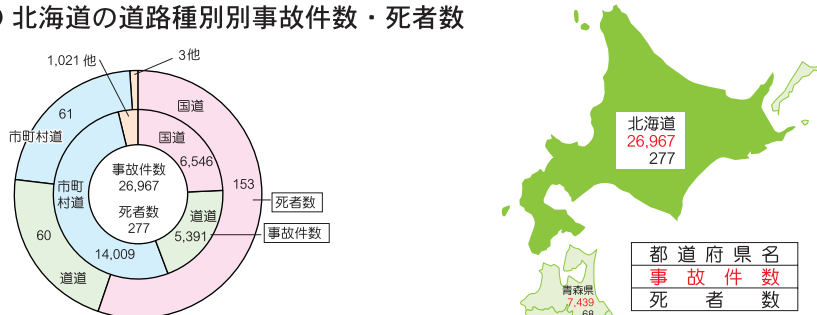 北海道の道路種別別事故件数・死者数
1,021 他
3他
国道
61
市町村道
国道
6,546
事故件数
26,967
市町
村道
153
死者数
死者数
277
道道
5,391
事故件数
60
14,009
道道
北海道
26,967
277
都道府県名
事故件数
死者数
青森県
7,439
68